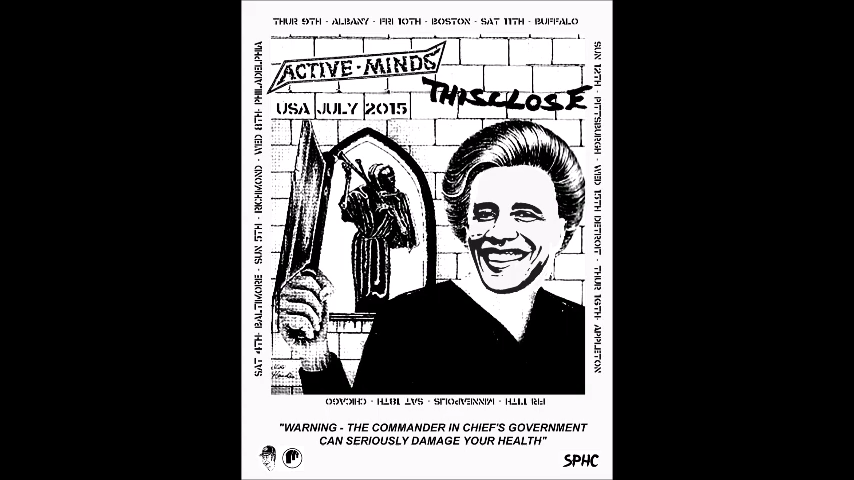 THUR 9TH - ALBANY - FRI 10TH - BOSTON - SAT 11TH - BUFFALO
SUN 12TH - PITTSBURGH - WED 15TH DETROIT - THUR 16TH - APPLETON
FRI 17TH - MINNEAPOLIS - SAT 18TH - CHICAGO
SAT 4TH BALTIMORE - SUN 5TH - RICHMOND - WED 8TH PHILADELPHIA
ACTIVE-MINDS
THISCLOSE
USA JULY 2015
"WARNING - THE COMMANDER IN CHIEF'S GOVERNMENT
CAN SERIOUSLY DAMAGE YOUR HEALTH"
SPHC